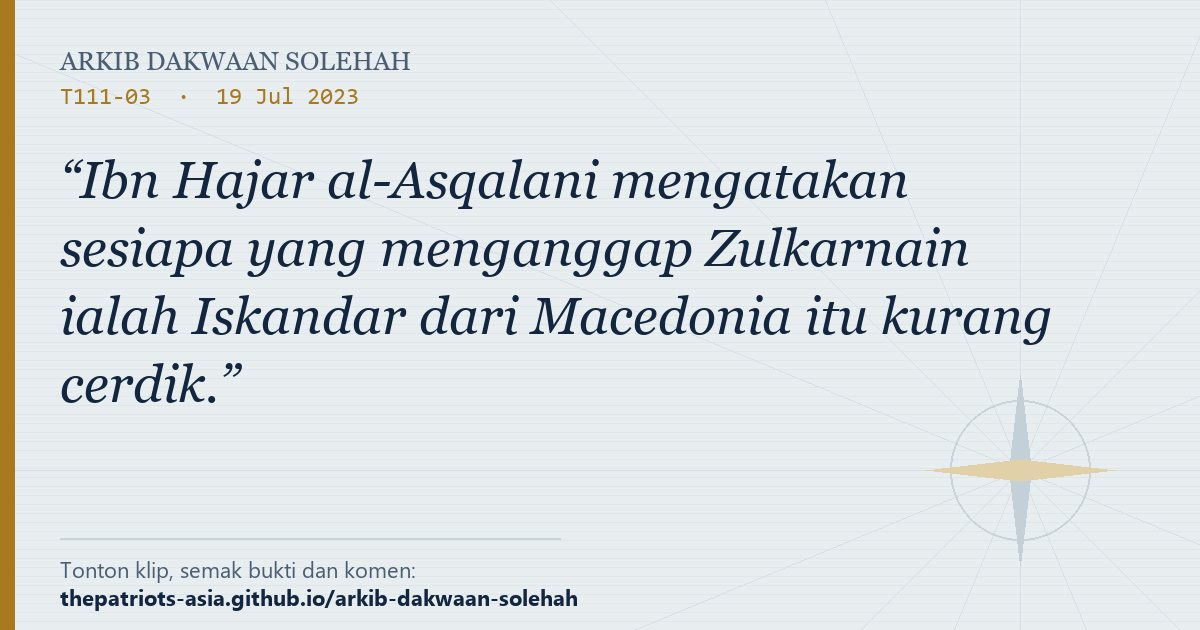 ARKIB DAKWAAN SOLEHAH
T111-03 · 19 Jul 2023
“Ibn Hajar al-Asqalani mengatakan
sesiapa yang menganggap Zulkarnain
ialah Iskandar dari Macedonia itu kurang
cerdik.”
Tonton klip, semak bukti dan komen:
thepatriots-asia.github.io/arkib-dakwaan-solehah